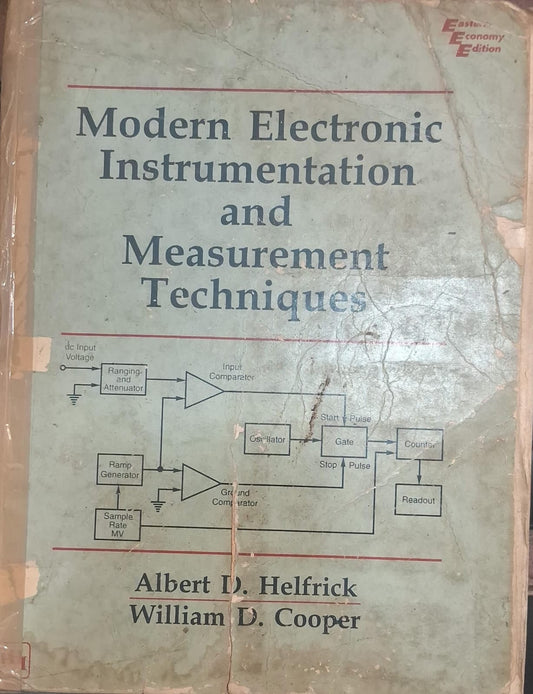 Eastern
Economy
Edition
Modern Electronic
Instrumentation
and
Measurement
Techniques
dc Input
Voltage
Ranging
and
Attenuator
Input
Comparator
Start Pulse
Oscillator
Gate
Counter
Stop Pulse
Ramp
Generator
Ground
Comparator
Readout
Sample
Rate
MV
Albert D. Helfrick
William D. Cooper